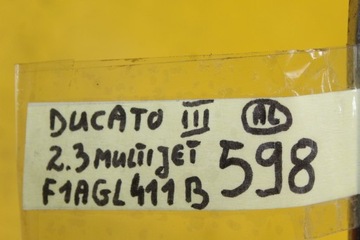 DUCATO III AL
2.3 MULTIJET 598
F1AGL411B